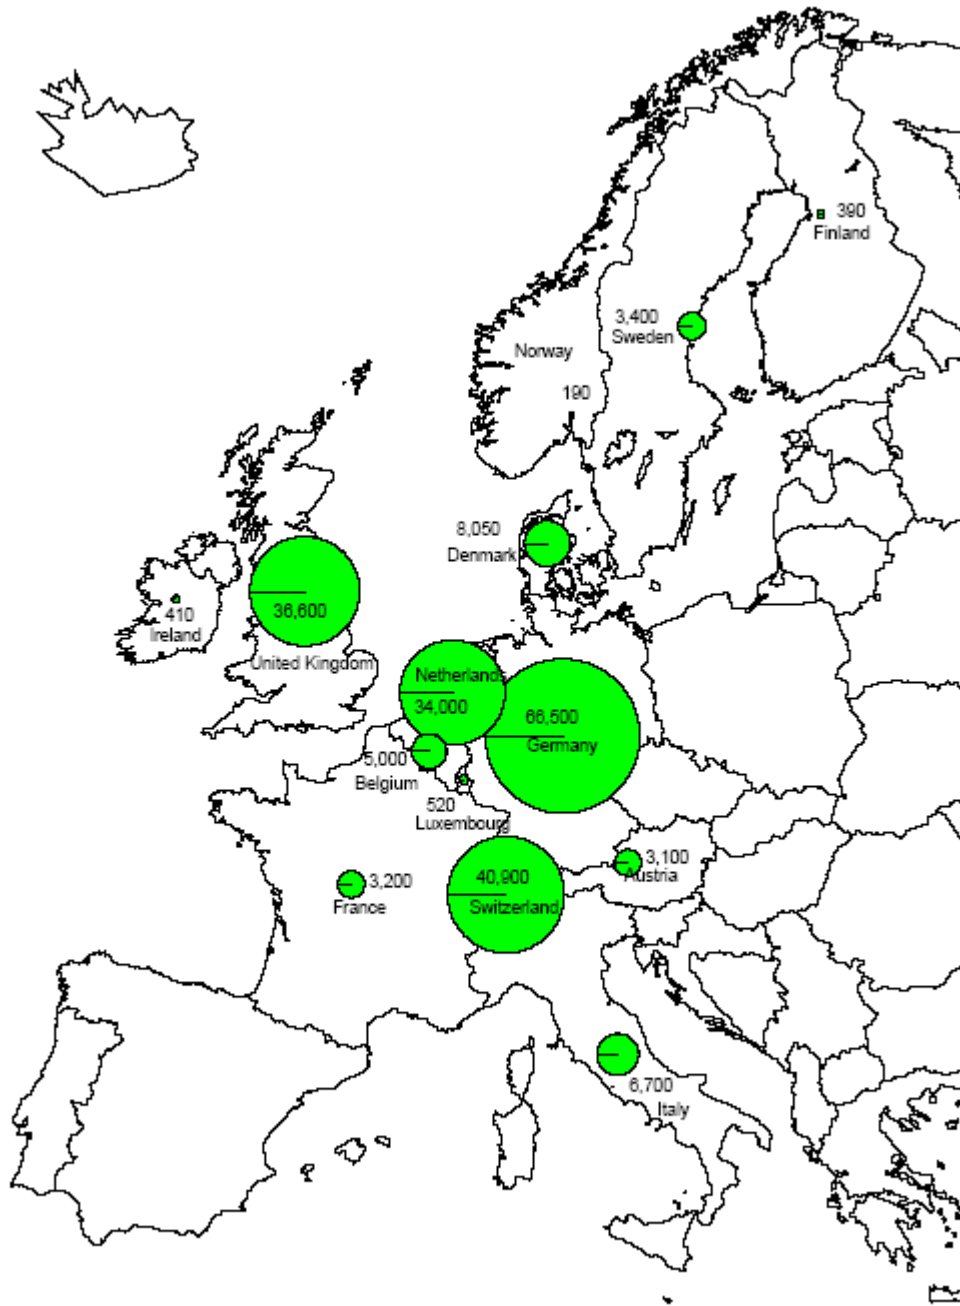 390
Finland
3,400
Sweden
Norway
190
8,050
Denmark
36,600
410
Ireland
United Kingdom
Netherlands
34,000
66,500
Germany
5,000
Belgium
520
Luxembourg
3,100
Austria
3,200
France
40,900
Switzerland
6,700
Italy